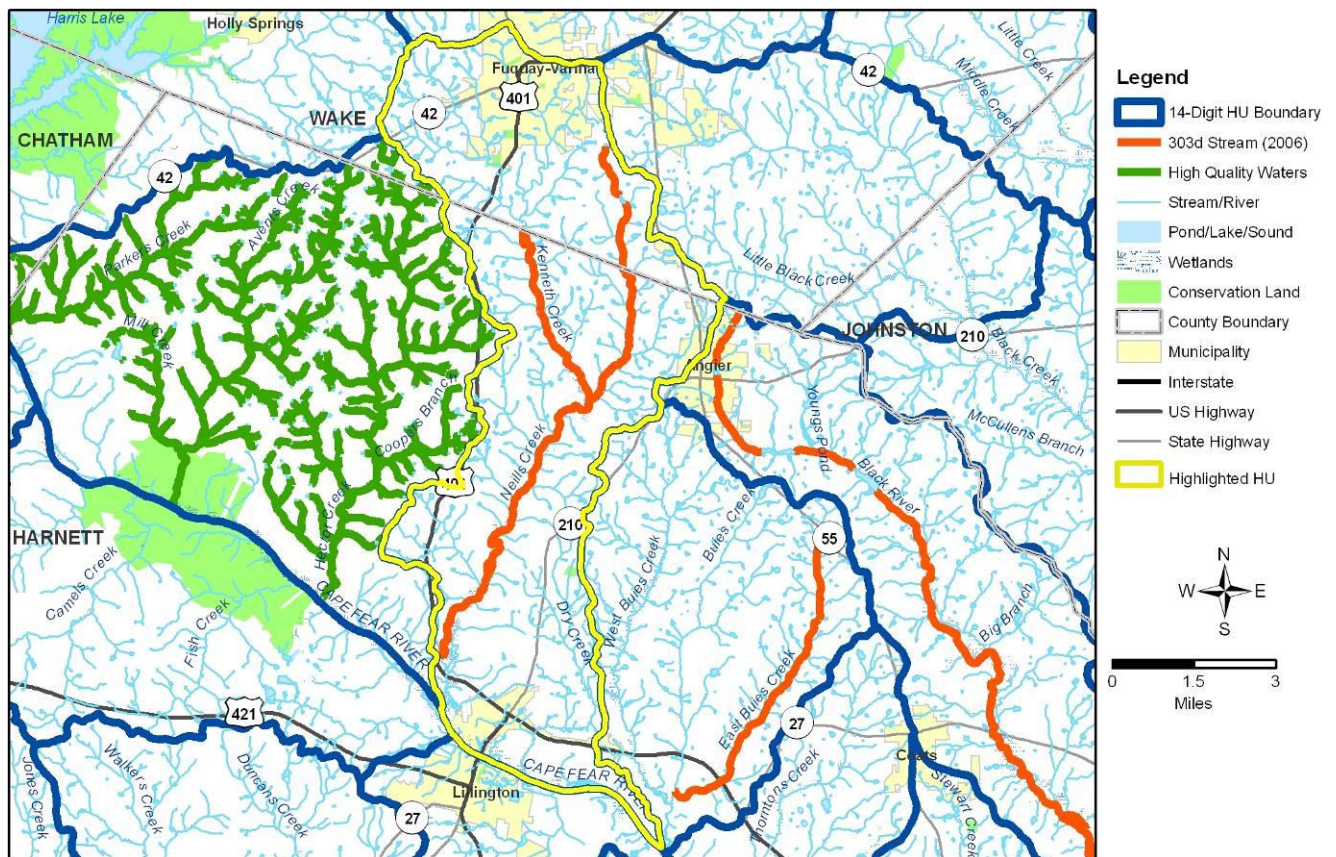 Harris Lake
Holly Springs
Fuquay-Varina
401
42
WAKE
42
CHATHAM
42
Little Creek
Middle Creek
Avents Creek
Parkers Creek
Kenneth Creek
Little Black Creek
JOHNSTON
210
Black Creek
Mill Creek
Angier
Youngs Pond
McCullens Branch
Coopers Branch
Neills Creek
Black River
HARNETT
Hector Creek
210
Buies Creek
55
Camels Creek
Fish Creek
CAPE FEAR RIVER
Dry Creek
West Buies Creek
Big Branch
East Buies Creek
421
27
Coats
Jones Creek
Walkers Creek
Duncans Creek
Lillington
CAPE FEAR RIVER
Thorntons Creek
Stewart Creek
27
Legend
14-Digit HU Boundary
303d Stream (2006)
High Quality Waters
Stream/River
Pond/Lake/Sound
Wetlands
Conservation Land
County Boundary
Municipality
Interstate
US Highway
State Highway
Highlighted HU
N
W E
S
0 1.5 3
Miles